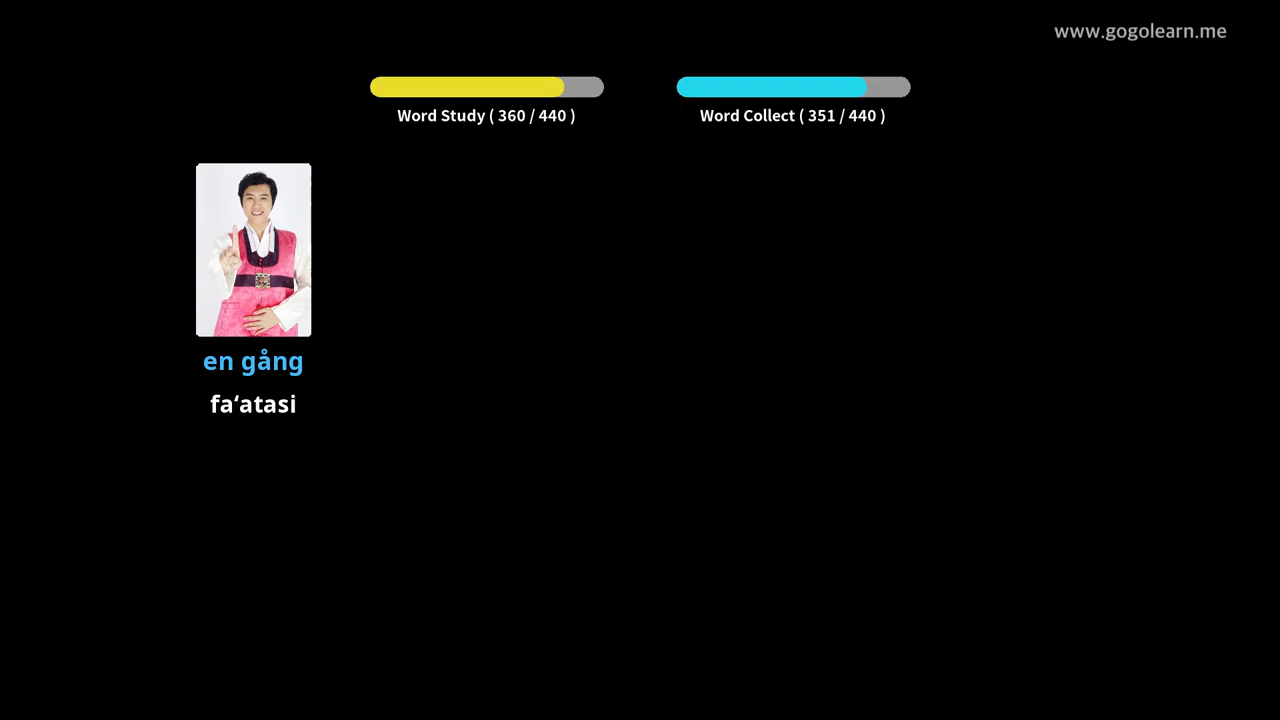 www.gogolearn.me
Word Study ( 360 / 440 )
Word Collect ( 351 / 440 )
en gång
fa‘atasi